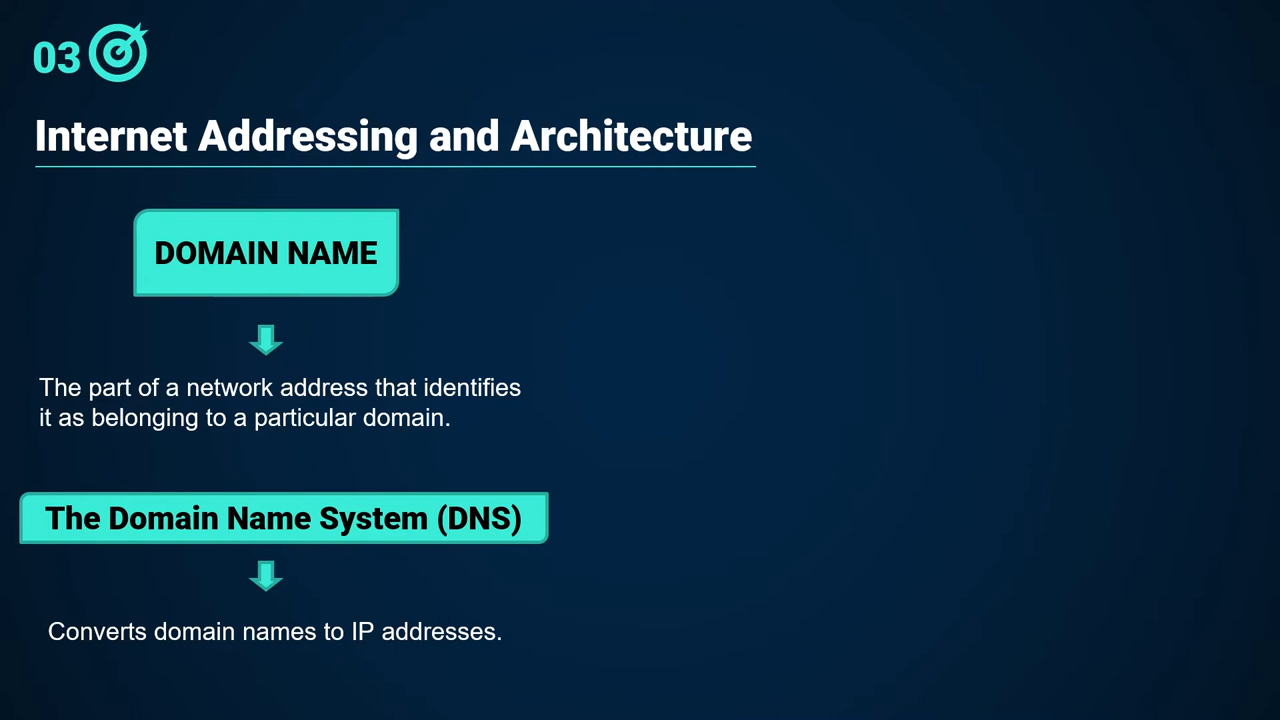 03
Internet Addressing and Architecture
DOMAIN NAME
The part of a network address that identifies
it as belonging to a particular domain.
The Domain Name System (DNS)
Converts domain names to IP addresses.